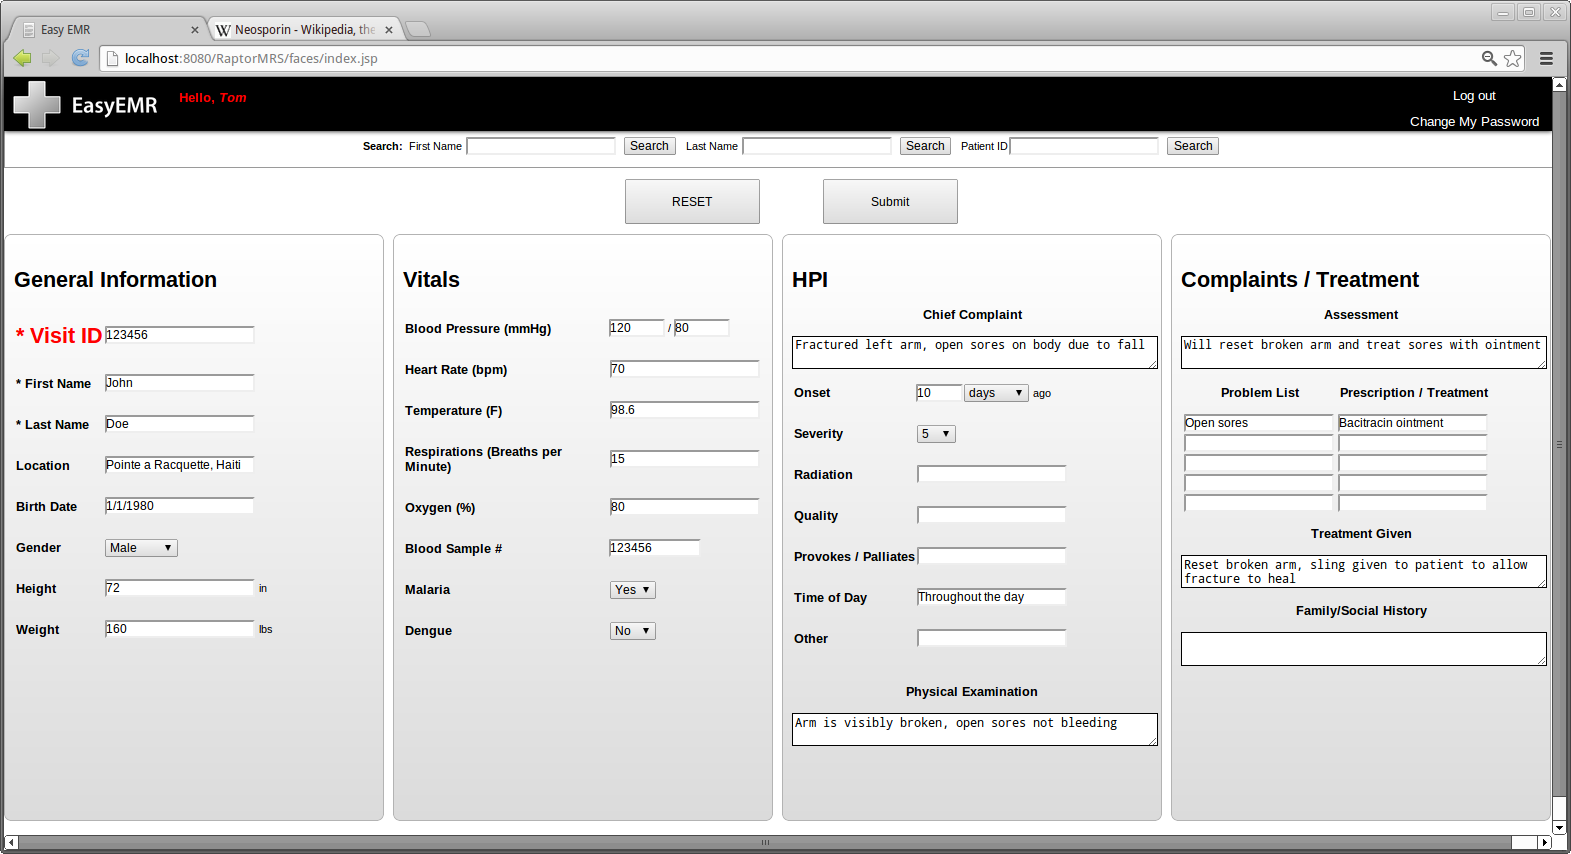 Easy EMR
Neosporin - Wikipedia, the
localhost:8080/RaptorMRS/faces/index.jsp
EasyEMR
Hello, Tom
Log out
Change My Password
Search: First Name Search Last Name Search Patient ID Search
RESET
Submit
General Information
* Visit ID 123456
* First Name John
* Last Name Doe
Location Pointe a Racquette, Haiti
Birth Date 1/1/1980
Gender Male
Height 72 in
Weight 160 lbs
Vitals
Blood Pressure (mmHg) 120 / 80
Heart Rate (bpm) 70
Temperature (F) 98.6
Respirations (Breaths per
Minute) 15
Oxygen (%) 80
Blood Sample # 123456
Malaria Yes
Dengue No
HPI
Chief Complaint
Fractured left arm, open sores on body due to fall
Onset 10 days ago
Severity 5
Radiation
Quality
Provokes / Palliates
Time of Day Throughout the day
Other
Physical Examination
Arm is visibly broken, open sores not bleeding
Complaints / Treatment
Assessment
Will reset broken arm and treat sores with ointment
Problem List Prescription / Treatment
Open sores Bacitracin ointment
Treatment Given
Reset broken arm, sling given to patient to allow
fracture to heal
Family/Social History